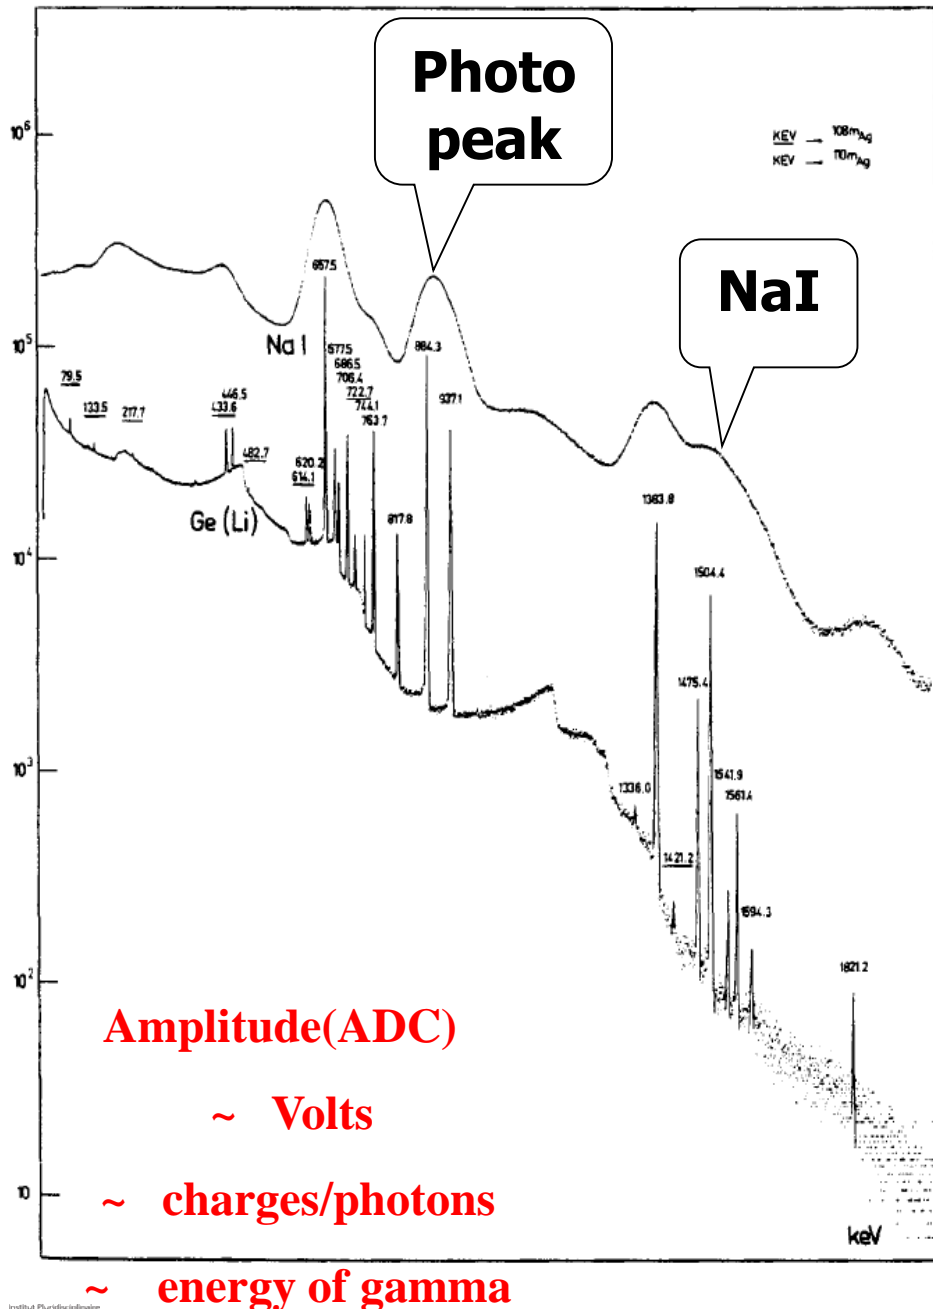 Photo
peak
10⁶
KEV → 108mAg
KEV → 110mAg
NaI
657.5
Na I
10⁵
677.5
686.5
706.4
722.7
744.1
763.7
884.3
937.1
79.5
133.5
217.7
446.5
433.6
482.7
620.2
614.1
Ge (Li)
817.8
1383.8
10⁴
1504.4
1475.4
10³
1336.0
1541.9
1561.4
1421.2
1594.3
10²
1821.2
Amplitude(ADC)
~ Volts
10
~ charges/photons
keV
~ energy of gamma
Institut Pluridisciplinaire